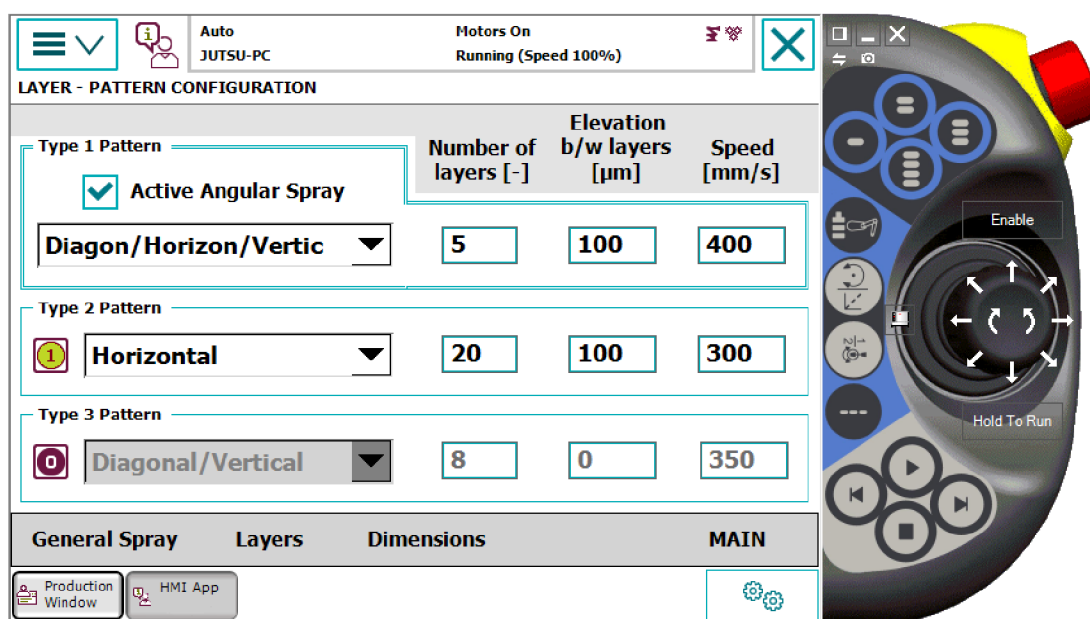 Auto
JUTSU-PC
Motors On
Running (Speed 100%)
LAYER - PATTERN CONFIGURATION
Number of layers [-]
Elevation b/w layers [µm]
Speed [mm/s]
Type 1 Pattern
Active Angular Spray
Diagon/Horizon/Vertic
5
100
400
Type 2 Pattern
1
Horizontal
20
100
300
Type 3 Pattern
0
Diagonal/Vertical
8
0
350
General Spray
Layers
Dimensions
MAIN
Production
Window
HMI App
Enable
Hold To Run